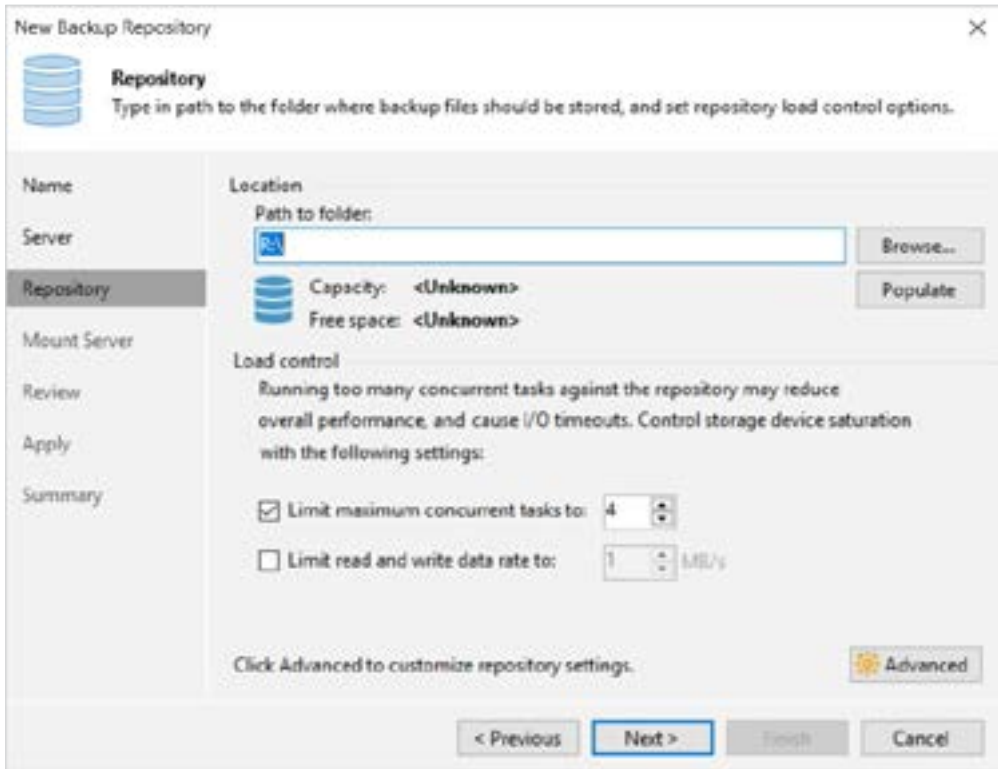 New Backup Repository
Repository
Type in path to the folder where backup files should be stored, and set repository load control options.
Name
Server
Repository
Mount Server
Review
Apply
Summary
Location
Path to folder:
R:\
Browse...
Capacity: <Unknown>
Populate
Free space: <Unknown>
Load control
Running too many concurrent tasks against the repository may reduce
overall performance, and cause I/O timeouts. Control storage device saturation
with the following settings:
Limit maximum concurrent tasks to: 4
Limit read and write data rate to: 1 MB/s
Click Advanced to customize repository settings.
Advanced
< Previous
Next >
Finish
Cancel